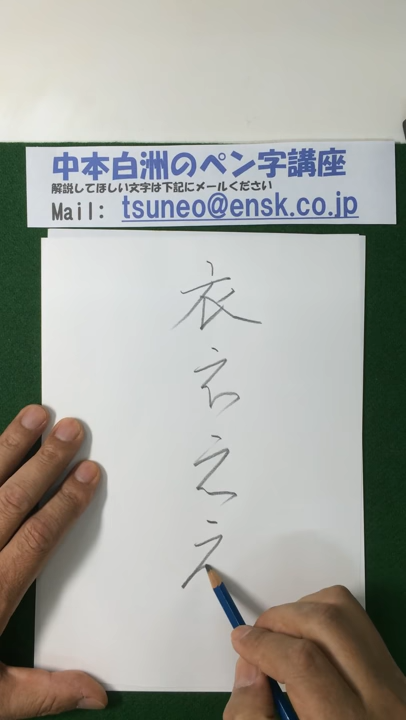 中本白洲のペン字講座
解説してほしい文字は下記にメールください
Mail: tsuneo@ensk.co.jp
衣